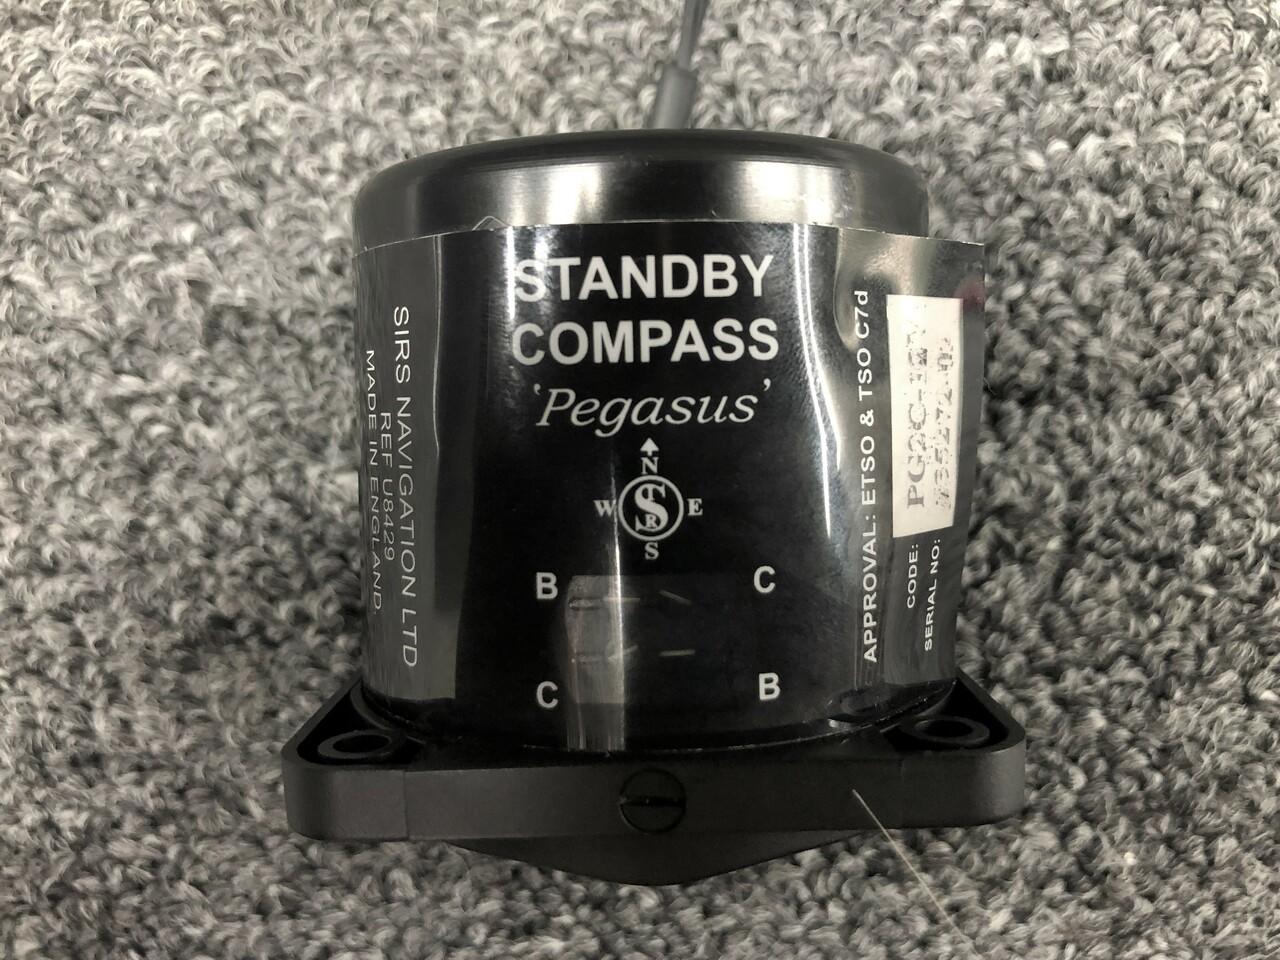 SIRS NAVIGATION LTD
REF U8429
MADE IN ENGLAND
STANDBY
COMPASS
'Pegasus'
N
W E
S
B C
C B
APPROVAL: ETSO & TSO C7d
CODE:
SERIAL NO: